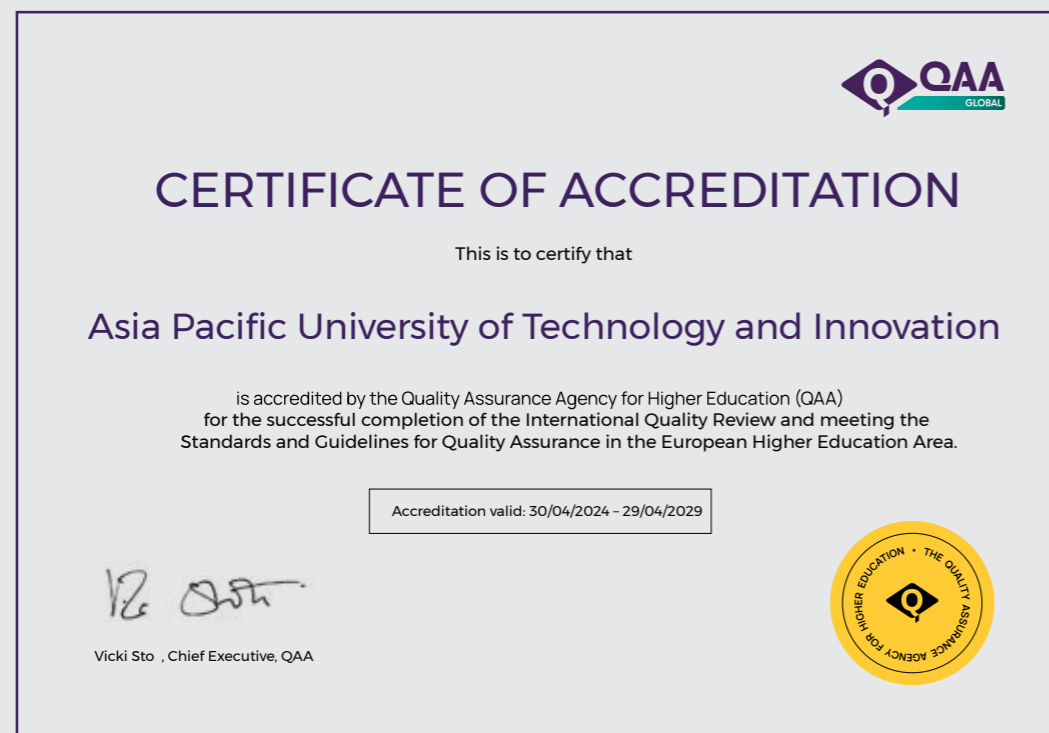 QAA
GLOBAL
CERTIFICATE OF ACCREDITATION
This is to certify that
Asia Pacific University of Technology and Innovation
is accredited by the Quality Assurance Agency for Higher Education (QAA)
for the successful completion of the International Quality Review and meeting the
Standards and Guidelines for Quality Assurance in the European Higher Education Area.
Accreditation valid: 30/04/2024 – 29/04/2029
Vicki Sto , Chief Executive, QAA
THE QUALITY ASSURANCE AGENCY FOR HIGHER EDUCATION •